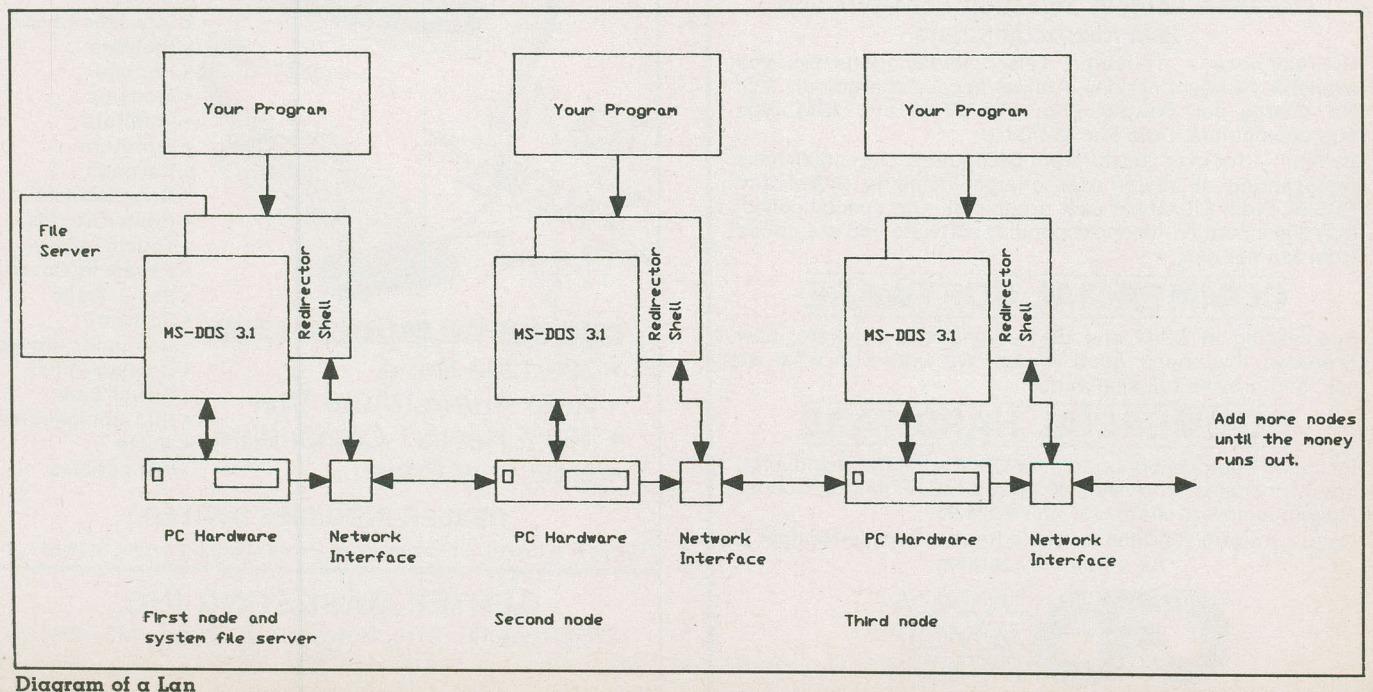 Your Program
Your Program
Your Program
File
Server
Redirector
Shell
MS-DOS 3.1
Redirector
Shell
MS-DOS 3.1
Redirector
Shell
MS-DOS 3.1
Add more nodes
until the money
runs out.
PC Hardware
Network
Interface
PC Hardware
Network
Interface
PC Hardware
Network
Interface
First node and
system file server
Second node
Third node
Diagram of a Lan